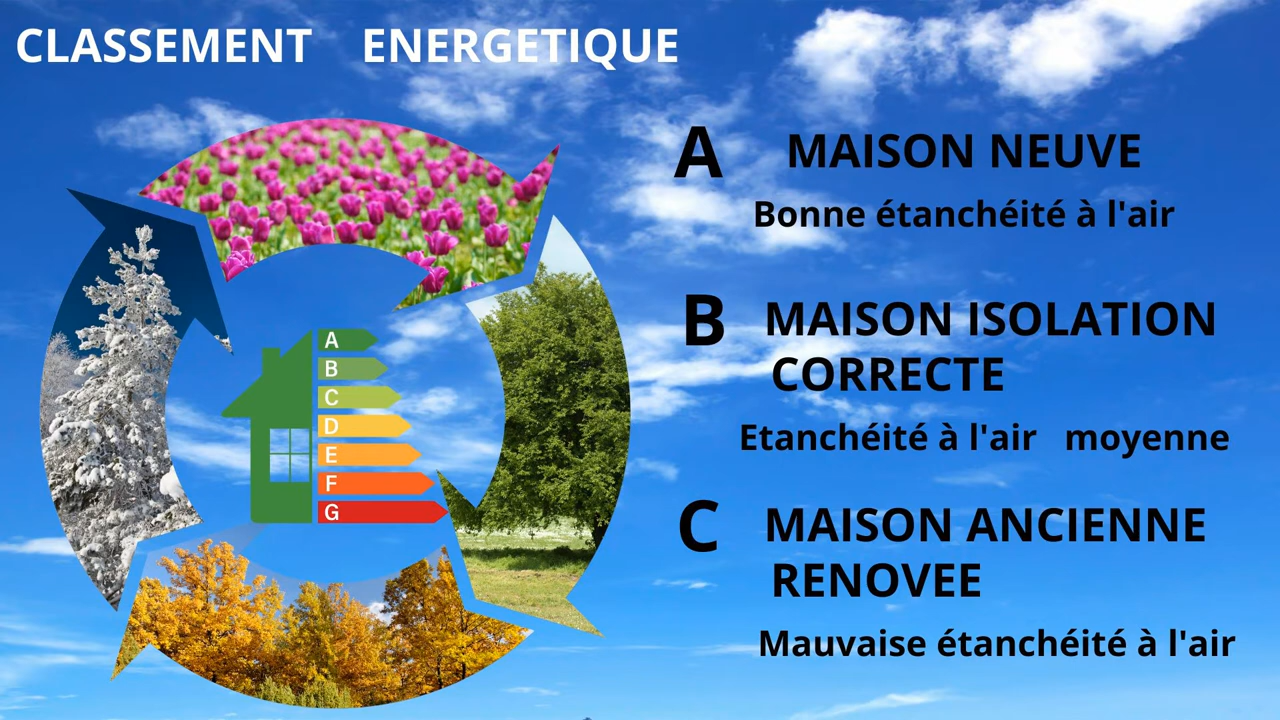 CLASSEMENT ENERGETIQUE
A MAISON NEUVE
Bonne étanchéité à l'air
B MAISON ISOLATION
CORRECTE
Etanchéité à l'air moyenne
C MAISON ANCIENNE
RENOVEE
Mauvaise étanchéité à l'air
A
B
C
D
E
F
G